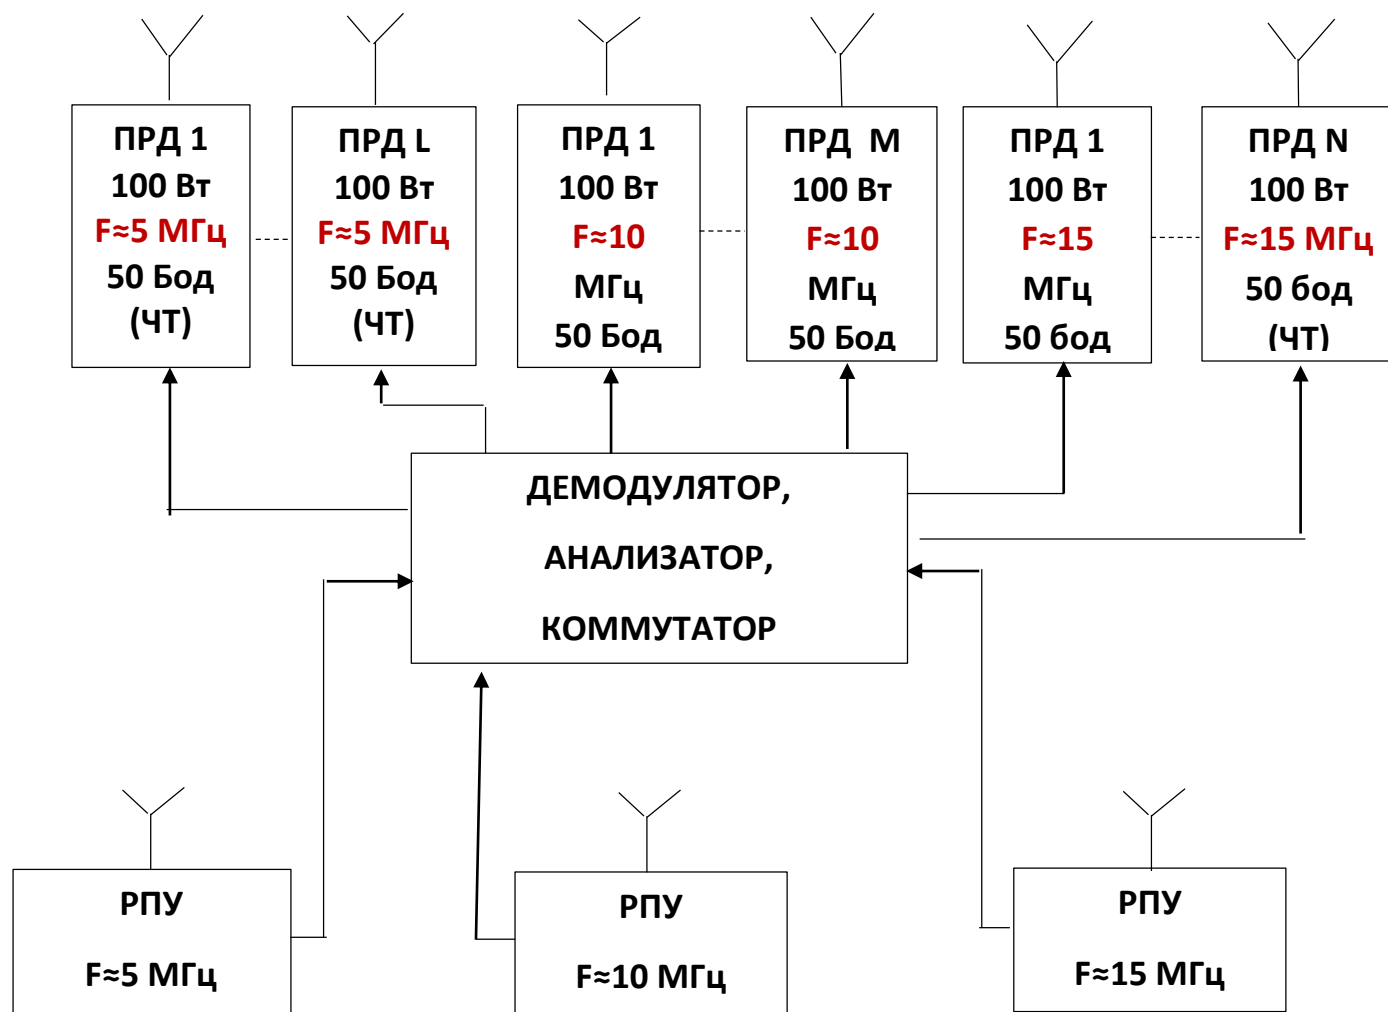 ПРД 1
100 Вт
F≈5 МГц
50 Бод
(ЧТ)
ПРД L
100 Вт
F≈5 МГц
50 Бод
(ЧТ)
ПРД 1
100 Вт
F≈10
МГц
50 Бод
ПРД М
100 Вт
F≈10
МГц
50 Бод
ПРД 1
100 Вт
F≈15
МГц
50 бод
ПРД N
100 Вт
F≈15 МГц
50 бод
(ЧТ)
ДЕМОДУЛЯТОР,
АНАЛИЗАТОР,
КОММУТАТОР
РПУ
F≈5 МГц
РПУ
F≈10 МГц
РПУ
F≈15 МГц